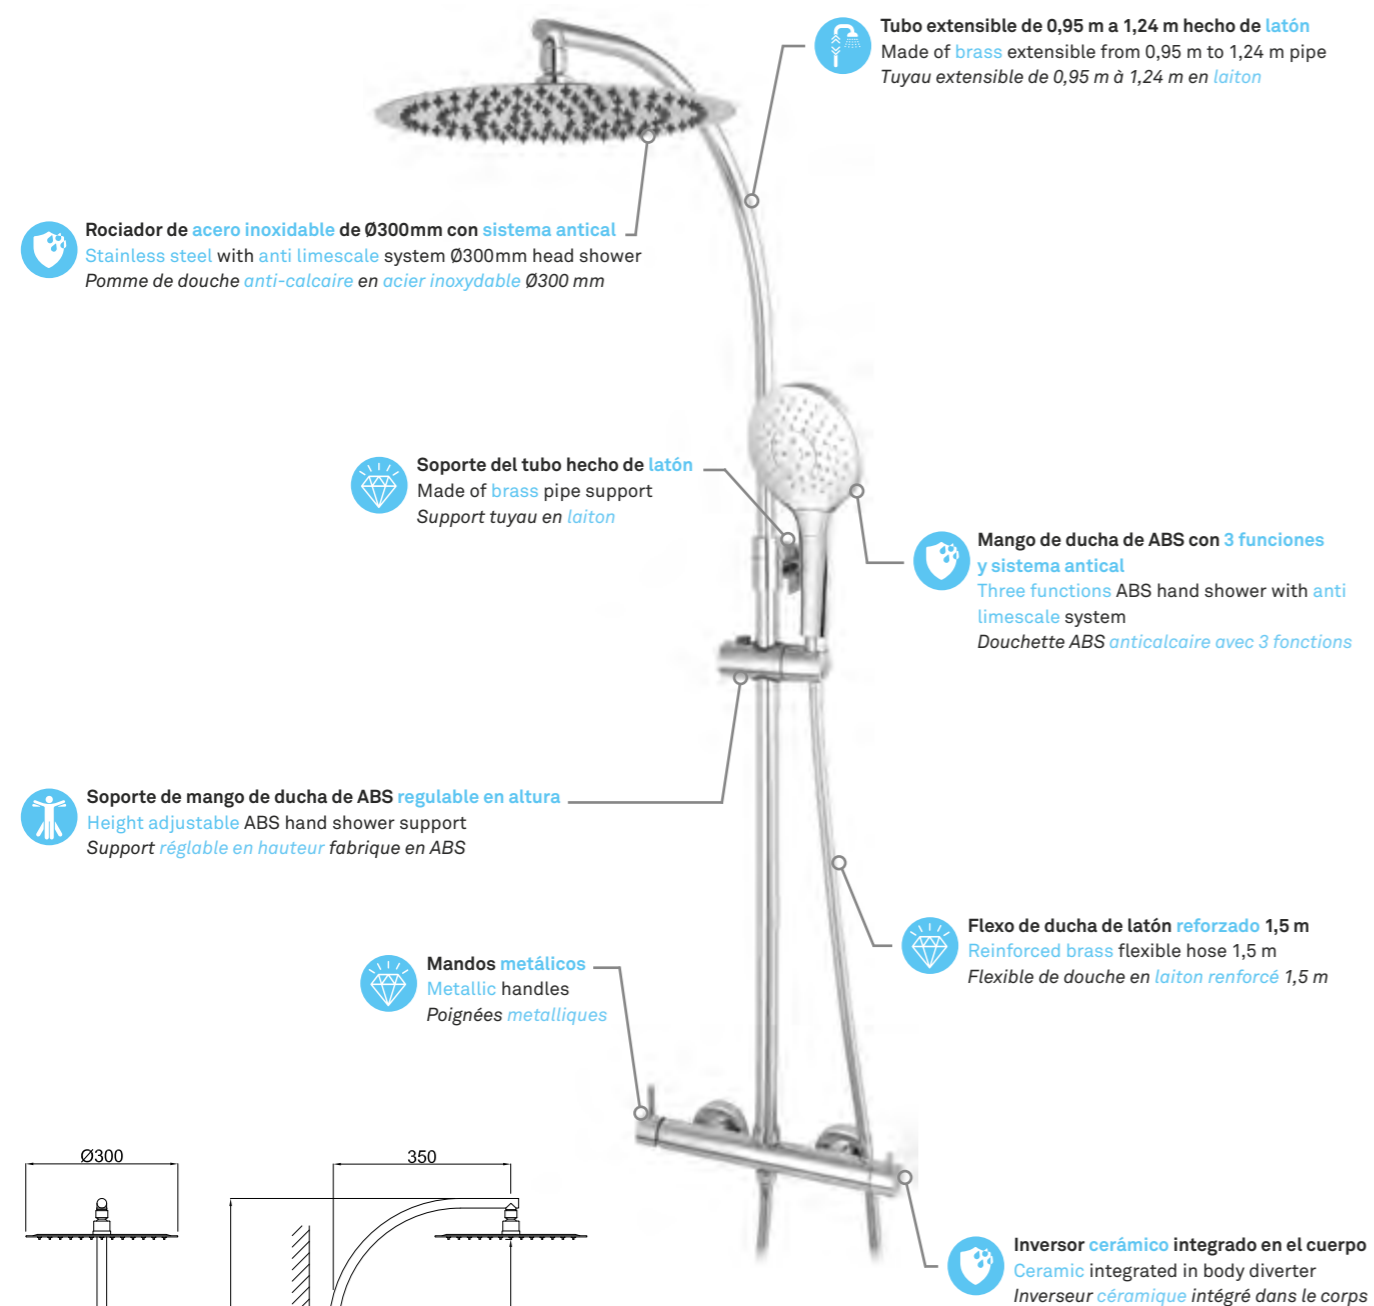 Tubo extensible de 0,95 m a 1,24 m hecho de latón
Made of brass extensible from 0,95 m to 1,24 m pipe
Tuyau extensible de 0,95 m à 1,24 m en laiton
Rociador de acero inoxidable de Ø300mm con sistema antical
Stainless steel with anti limescale system Ø300mm head shower
Pomme de douche anti-calcaire en acier inoxydable Ø300 mm
Soporte del tubo hecho de latón
Made of brass pipe support
Support tuyau en laiton
Mango de ducha de ABS con 3 funciones
y sistema antical
Three functions ABS hand shower with anti
limescale system
Douchette ABS anticalcaire avec 3 fonctions
Soporte de mango de ducha de ABS regulable en altura
Height adjustable ABS hand shower support
Support réglable en hauteur fabrique en ABS
Flexo de ducha de latón reforzado 1,5 m
Reinforced brass flexible hose 1,5 m
Flexible de douche en laiton renforcé 1,5 m
Mandos metálicos
Metallic handles
Poignées metalliques
Ø300
350
Inversor cerámico integrado en el cuerpo
Ceramic integrated in body diverter
Inverseur céramique intégré dans le corps